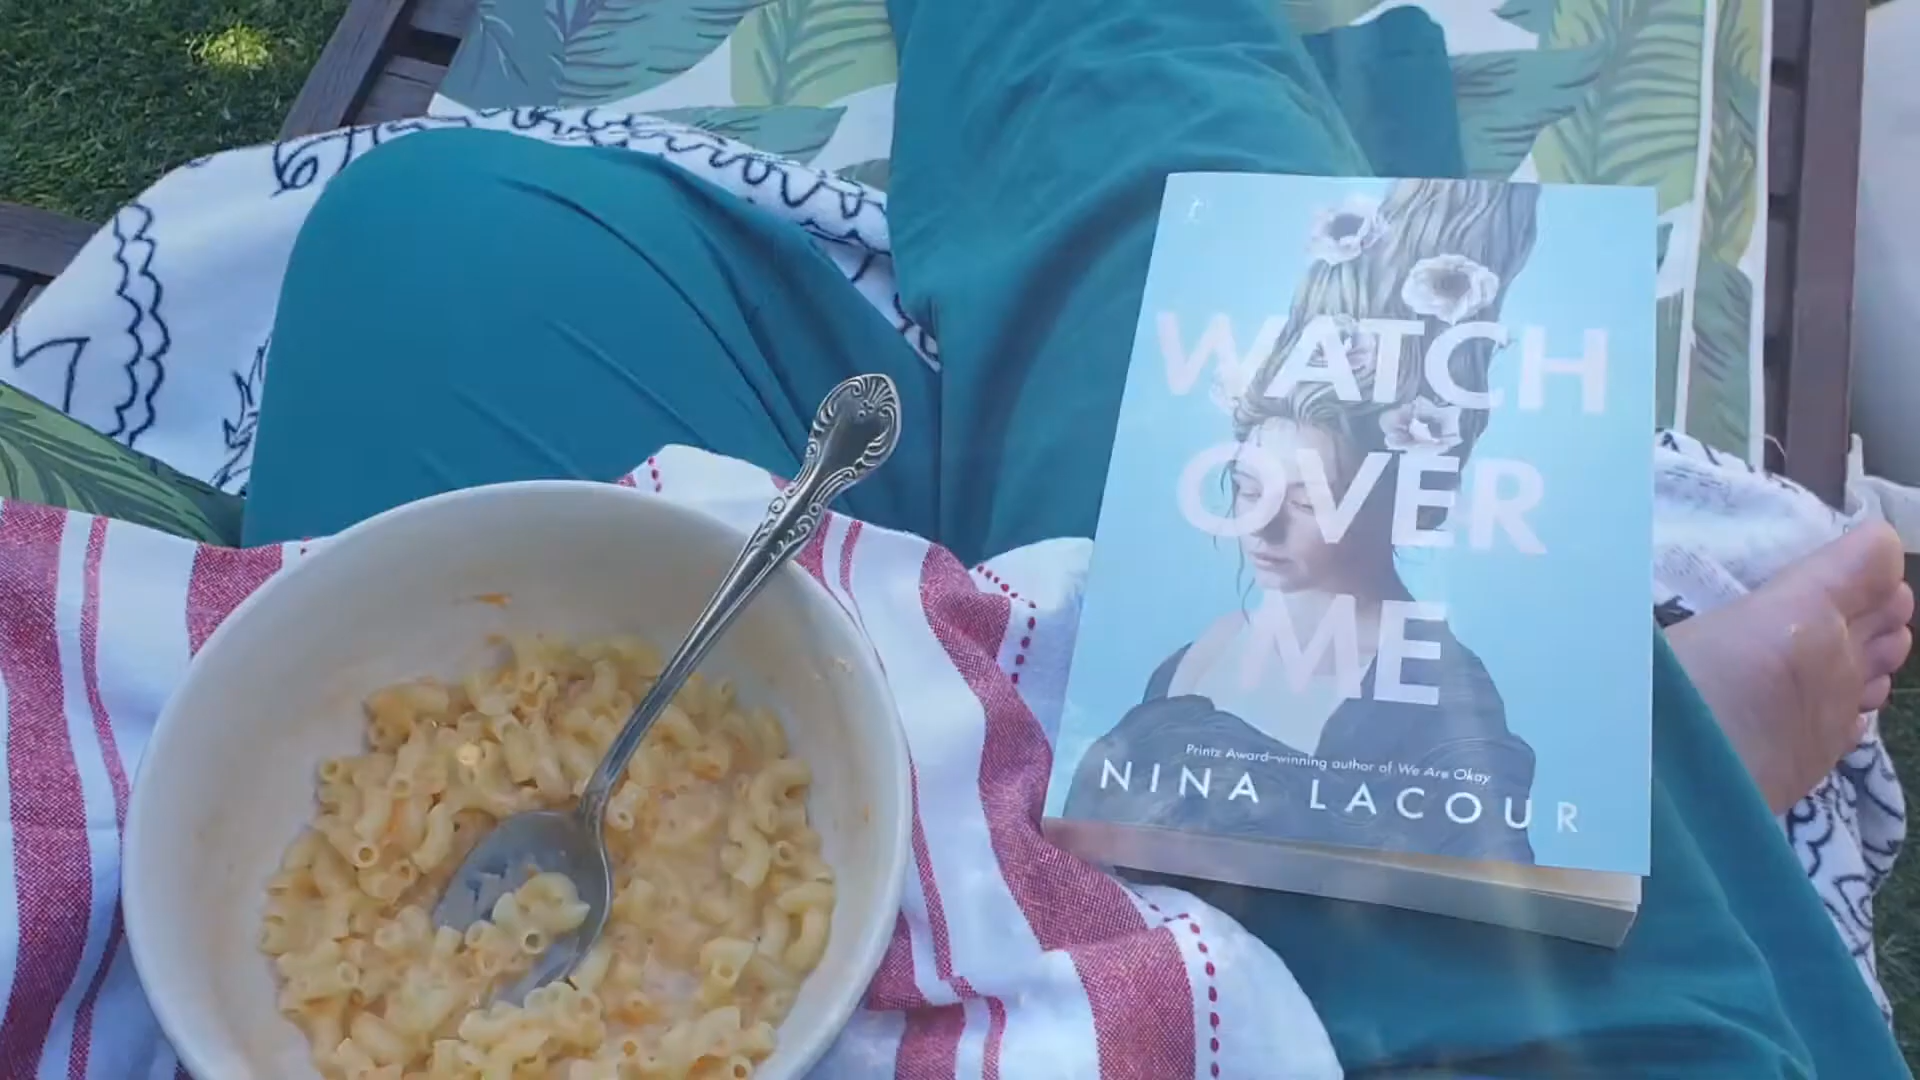 WATCH
OVER
ME
Printz Award–winning author of We Are Okay
NINA LACOUR